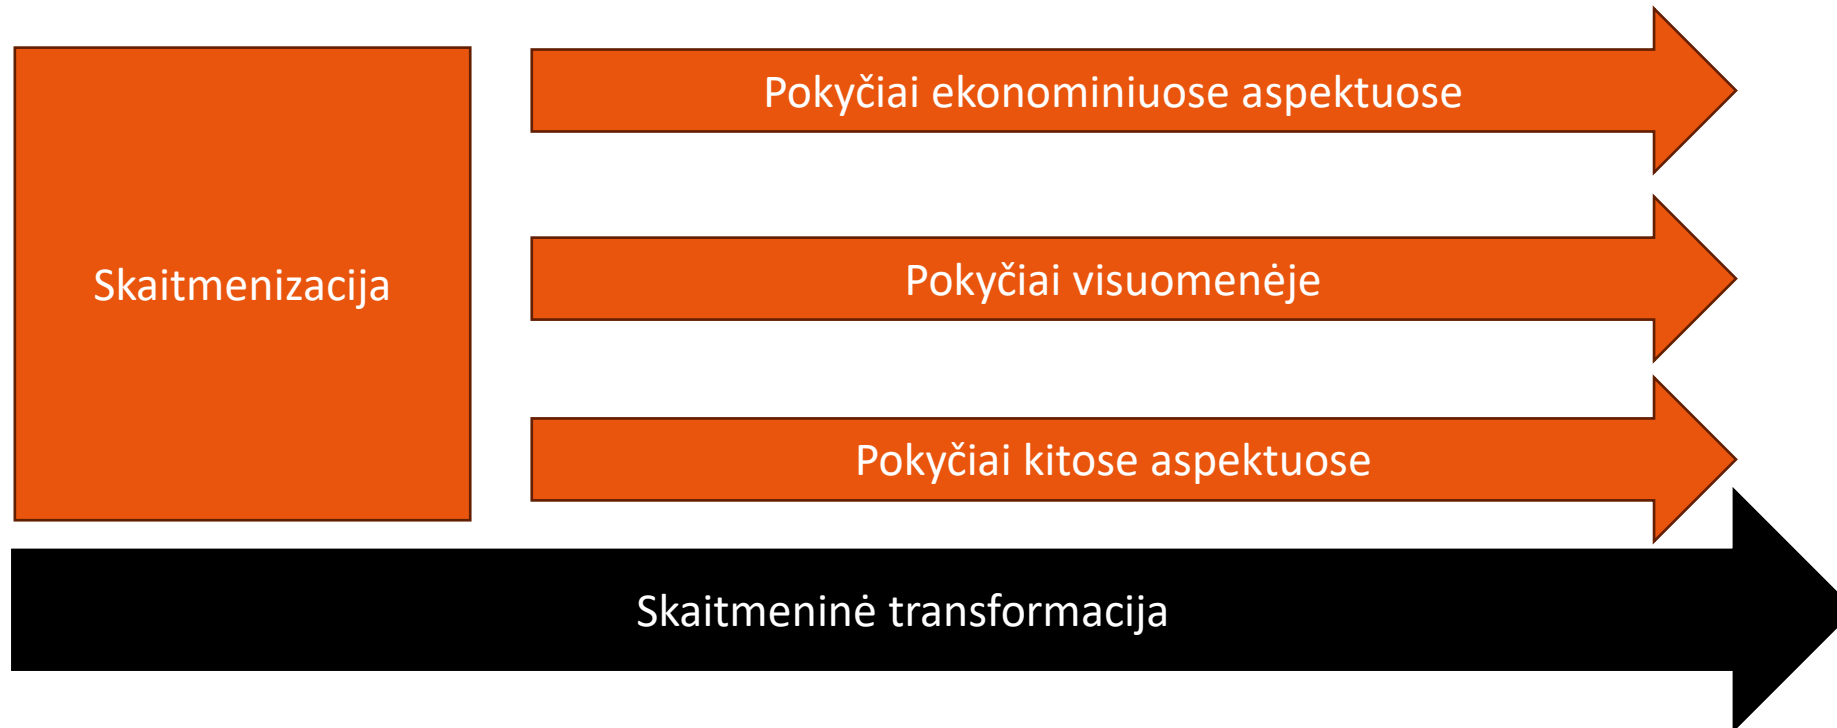 Pokyčiai ekonominiuose aspektuose
Skaitmenizacija
Pokyčiai visuomenėje
Pokyčiai kitose aspektuose
Skaitmeninė transformacija